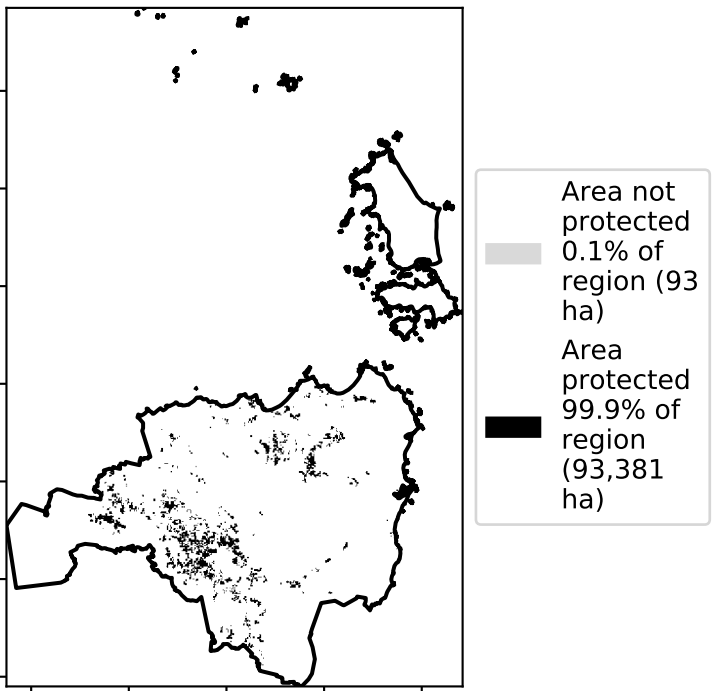 Area not
protected
0.1% of
region (93
ha)
Area
protected
99.9% of
region
(93,381
ha)